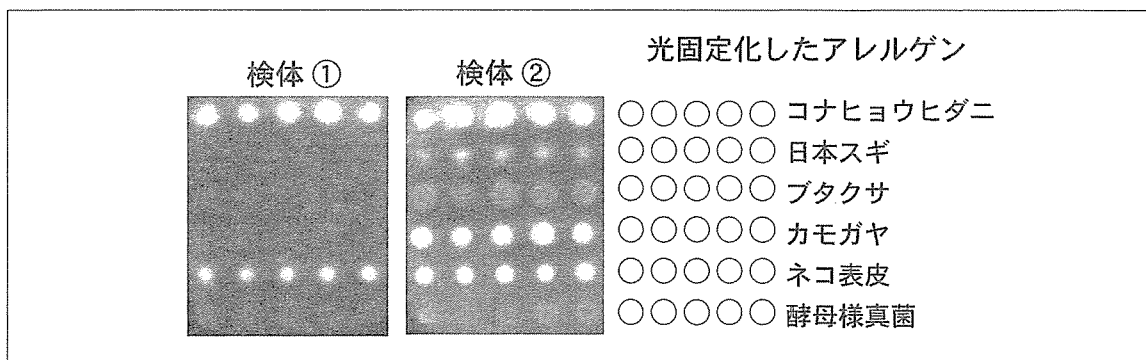 光固定化したアレルゲン
検体 ①
検体 ②
コナヒョウヒダニ
日本スギ
ブタクサ
カモガヤ
ネコ表皮
酵母様真菌